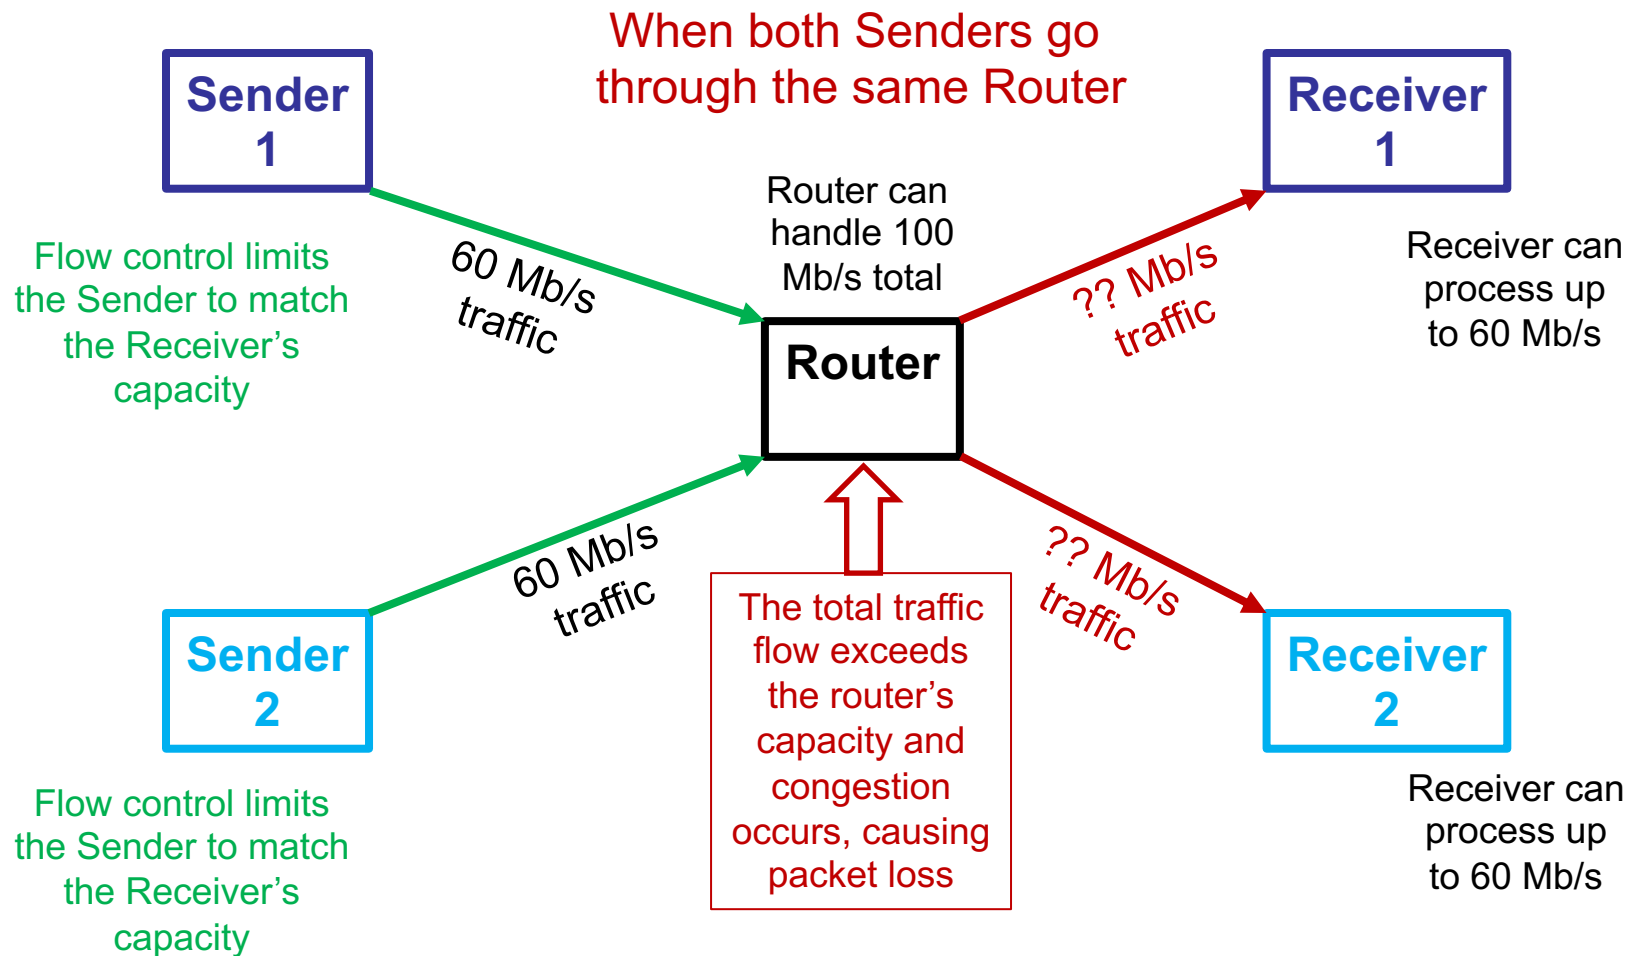 When both Senders go
through the same Router
Sender
1
Receiver
1
Router can
handle 100
Mb/s total
Flow control limits
the Sender to match
the Receiver’s
capacity
60 Mb/s
traffic
?? Mb/s
traffic
Receiver can
process up
to 60 Mb/s
Router
60 Mb/s
traffic
?? Mb/s
traffic
The total traffic
flow exceeds
the router’s
capacity and
congestion
occurs, causing
packet loss
Sender
2
Receiver
2
Flow control limits
the Sender to match
the Receiver’s
capacity
Receiver can
process up
to 60 Mb/s